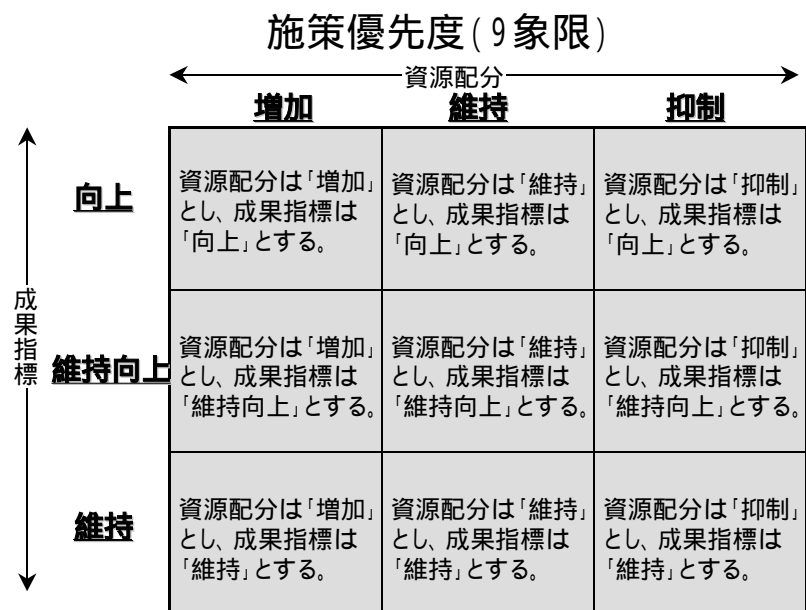 施策優先度(9象限)
資源配分
増加 維持 抑制
向上
資源配分は「増加」
とし、成果指標は
「向上」とする。
資源配分は「維持」
とし、成果指標は
「向上」とする。
資源配分は「抑制」
とし、成果指標は
「向上」とする。
成果指標
維持向上
資源配分は「増加」
とし、成果指標は
「維持向上」とする。
資源配分は「維持」
とし、成果指標は
「維持向上」とする。
資源配分は「抑制」
とし、成果指標は
「維持向上」とする。
維持
資源配分は「増加」
とし、成果指標は
「維持」とする。
資源配分は「維持」
とし、成果指標は
「維持」とする。
資源配分は「抑制」
とし、成果指標は
「維持」とする。